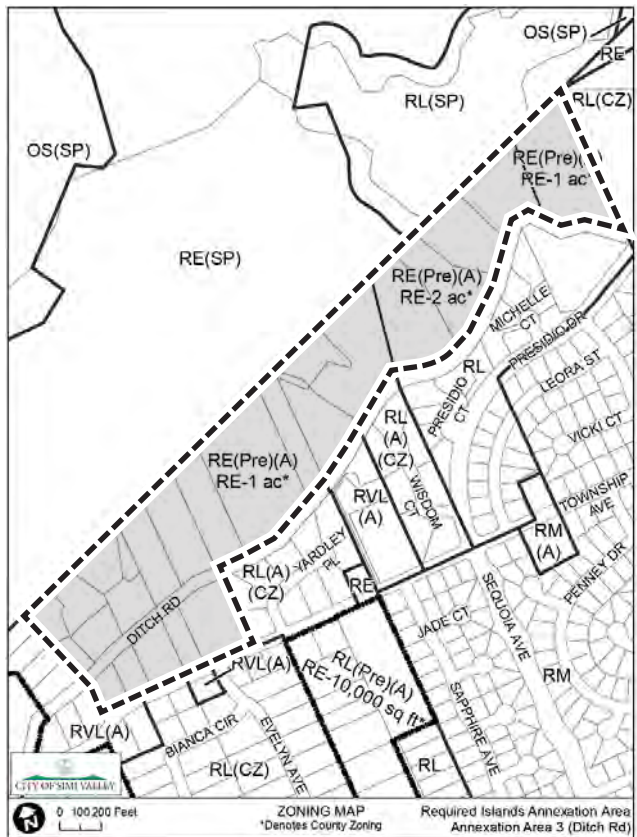 OS(SP)
RE
RL(SP)
RL(CZ)
OS(SP)
RE(Pre)(
RE-1 ac*
RE(SP)
RE(Pre)(A)
RE-2 ac*
MICHELLE
CT
PRESIDIO DR
RL
LEORA ST
PRESIDIO
CT
VICKI CT
RL
(A)
(CZ)
RE(Pre)(A)
RE-1 ac*
WISDOM
CT
TOWNSHIP
AVE
RVL
(A)
RM
(A)
YARDLEY
PL
RL(A)
(CZ)
RE
PENNEY DR
DITCH RD
JADE CT
SEQUOIA AVE
RVL(A)
RL(Pre)(A)
RE-10,000 sq ft*
RM
RVL(A)
BIANCA CIR
EVELYN AVE
SAPPHIRE AVE
RL(CZ)
RL
CITY OF SIMI VALLEY
N
0 100 200 Feet
ZONING MAP
*Denotes County Zoning
Required Islands Annexation Area
Annexation Area 3 (Ditch Rd)